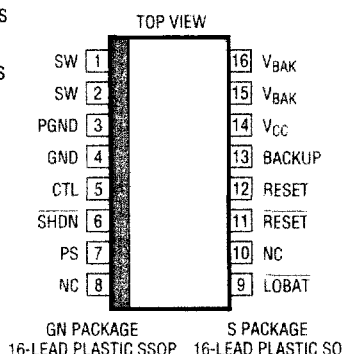 S
S
TOP VIEW
SW 1
SW 2
PGND 3
GND 4
CTL 5
SHDN 6
PS 7
NC 8
16 VBAK
15 VBAK
14 VCC
13 BACKUP
12 RESET
11 RESET
10 NC
9 LOBAT
GN PACKAGE
16-LEAD PLASTIC SSOP
S PACKAGE
16-LEAD PLASTIC SO